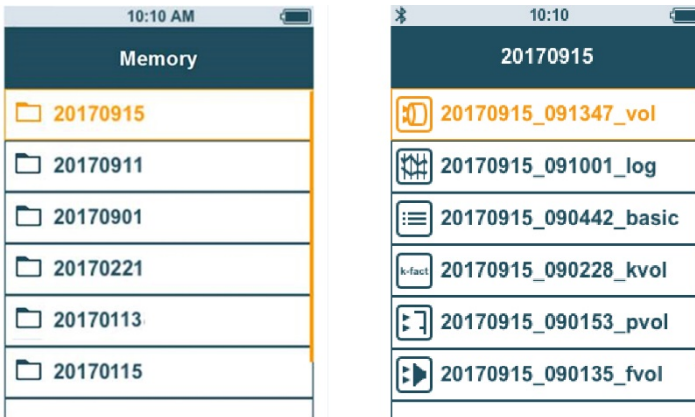 10:10 AM
Memory
20170915
20170911
20170901
20170221
20170113
20170115
10:10
20170915
20170915_091347_vol
20170915_091001_log
20170915_090442_basic
k-fact
20170915_090228_kvol
20170915_090153_pvol
20170915_090135_fvol